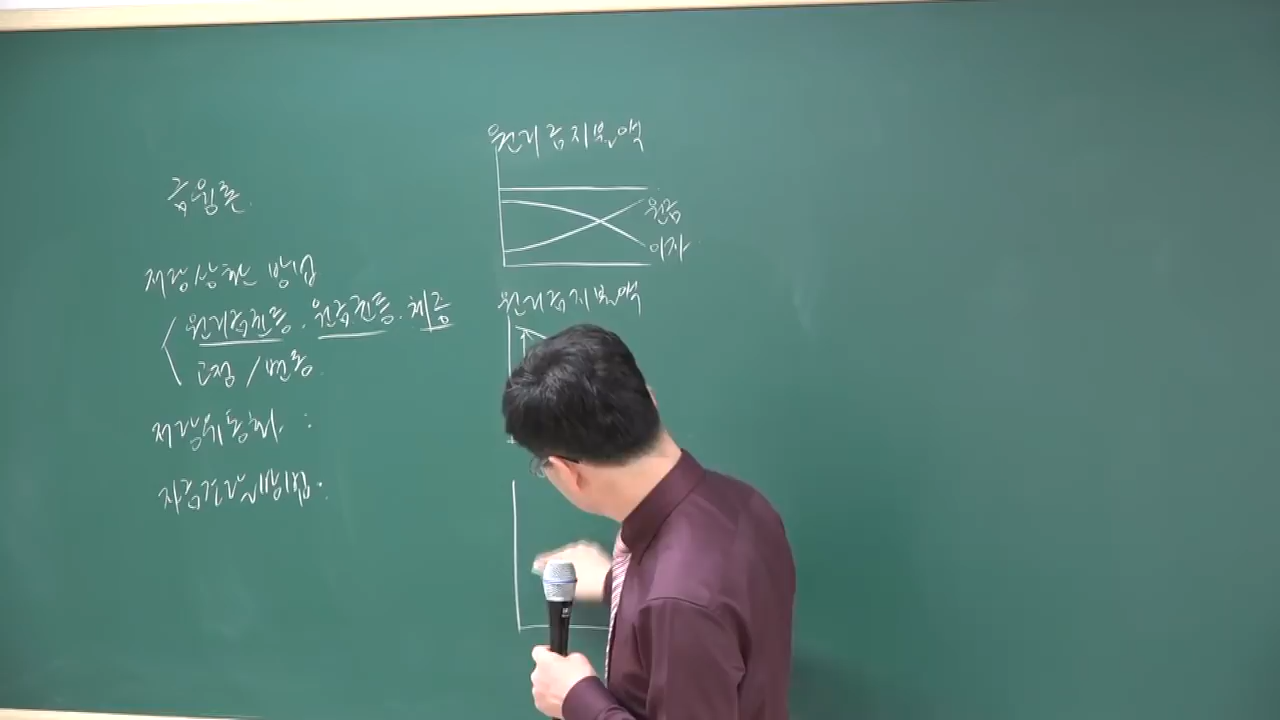 금융론
저당상환방법
원리금균등. 원금균등. 체증
고정 / 변동
저당유동화 :
자금조달방법.
원리금지불액
원금
이자
원리금지불액